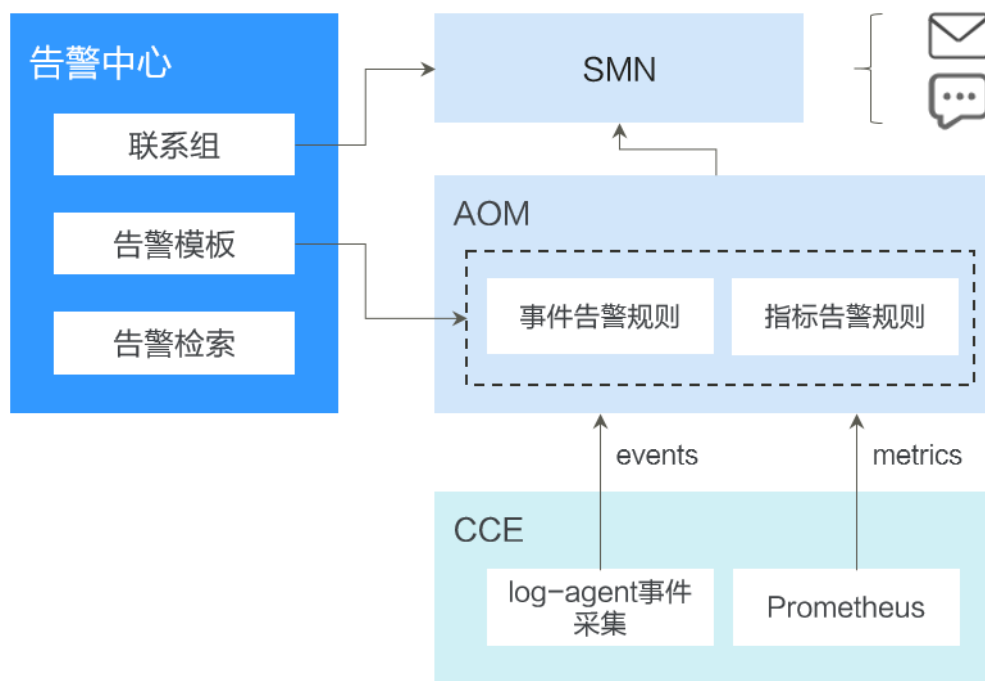 告警中心
联系组
告警模板
告警检索
SMN
AOM
事件告警规则
指标告警规则
events
metrics
CCE
log-agent事件
采集
Prometheus